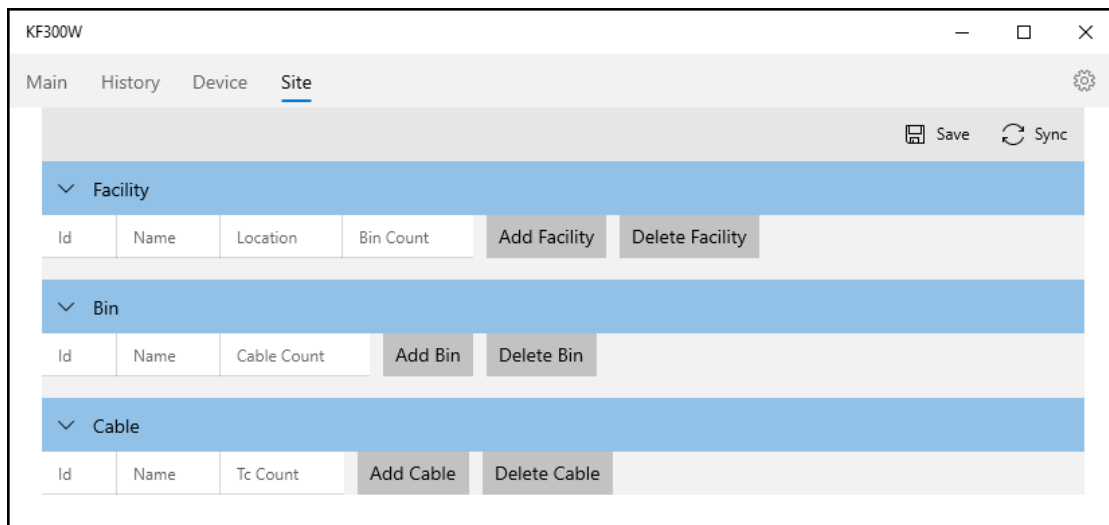 KF300W
Main History Device Site
Save Sync
Facility
Id Name Location Bin Count Add Facility Delete Facility
Bin
Id Name Cable Count Add Bin Delete Bin
Cable
Id Name Tc Count Add Cable Delete Cable